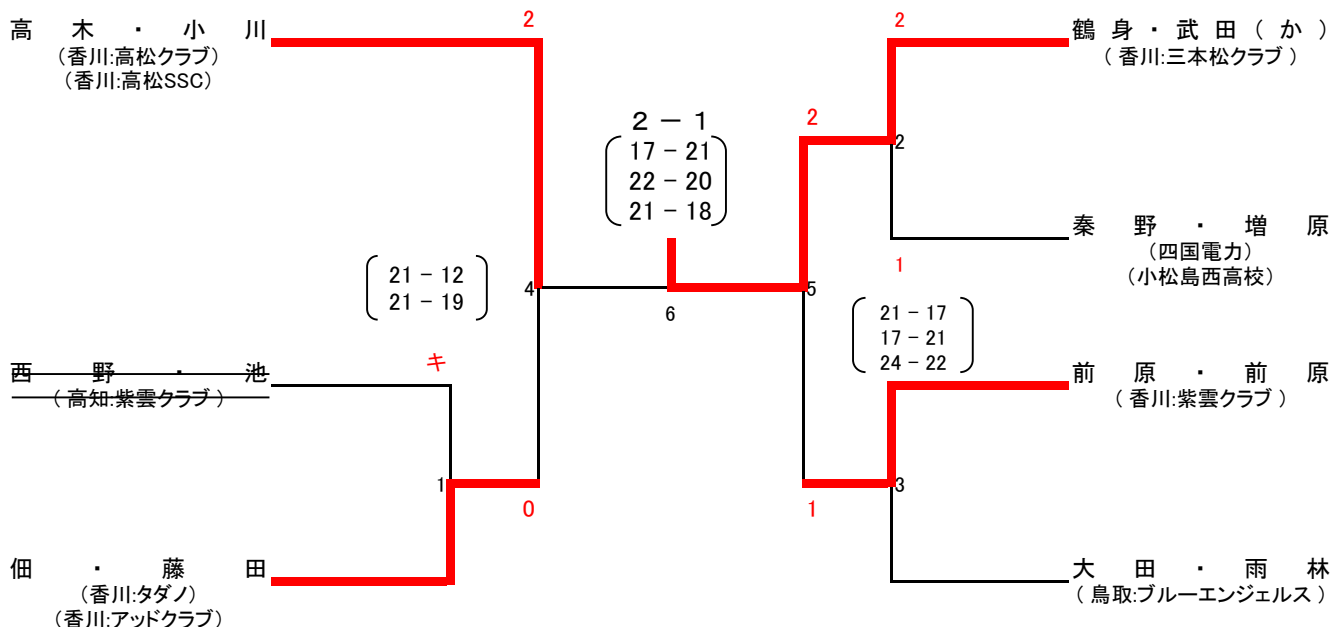 高木・小川
（香川:高松クラブ）
（香川:高松SSC）
2
2
鶴身・武田（か）
（香川:三本松クラブ）
2 － 1
17 － 21
22 － 20
21 － 18
2
2
秦野・増原
（四国電力）
（小松島西高校）
1
21 － 12
21 － 19
4
6
5
21 － 17
17 － 21
24 － 22
西野・池
（高知:紫雲クラブ）
キ
前原・前原
（香川:紫雲クラブ）
1
0
1
3
佃・藤田
（香川:タダノ）
（香川:アッドクラブ）
大田・雨林
（鳥取:ブルーエンジェルス）